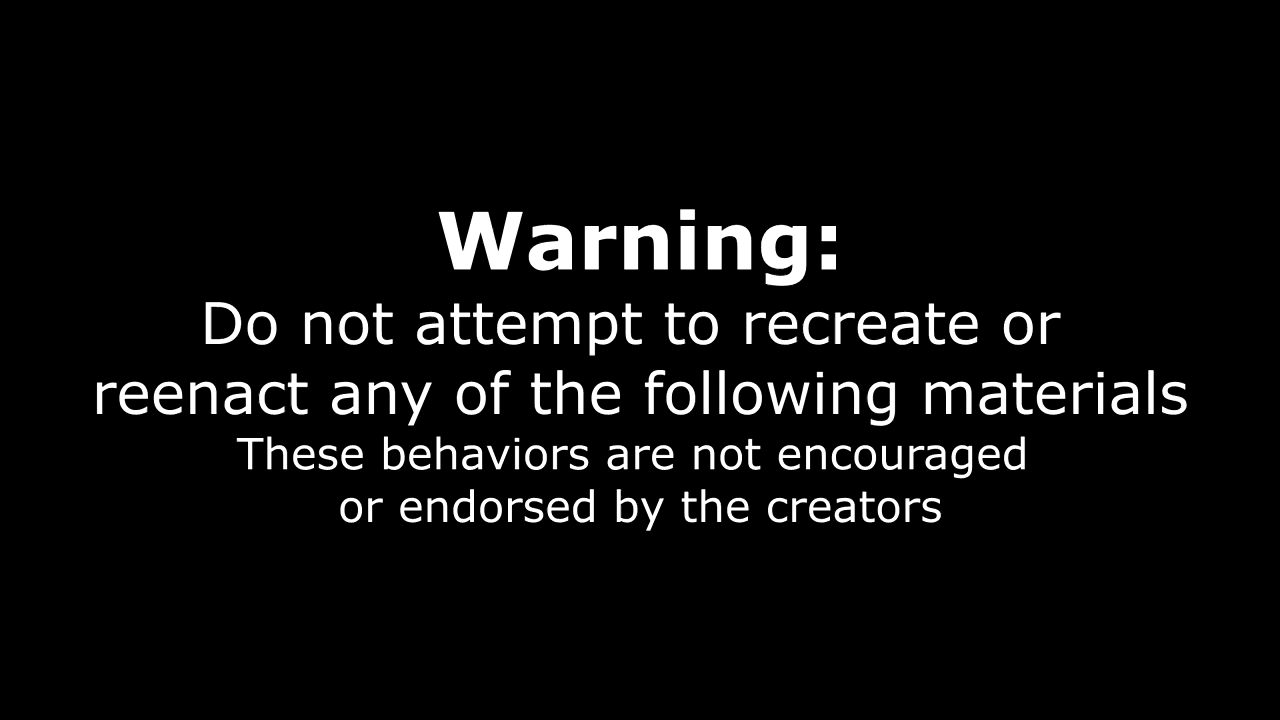 Warning:
Do not attempt to recreate or
reenact any of the following materials
These behaviors are not encouraged
or endorsed by the creators